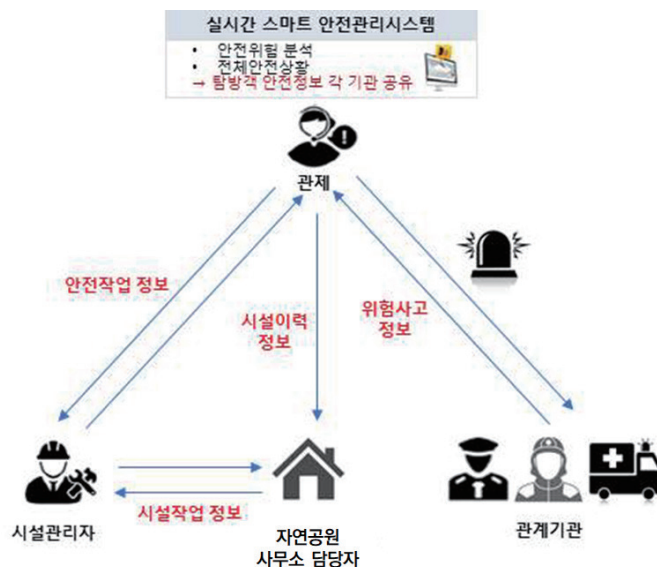 실시간 스마트 안전관리시스템
• 안전위험 분석
• 전체안전상황
→ 탐방객 안전정보 각 기관 공유
관제
안전작업 정보
시설이력
정보
위험사고
정보
시설작업 정보
시설관리자
자연공원
사무소 담당자
관계기관